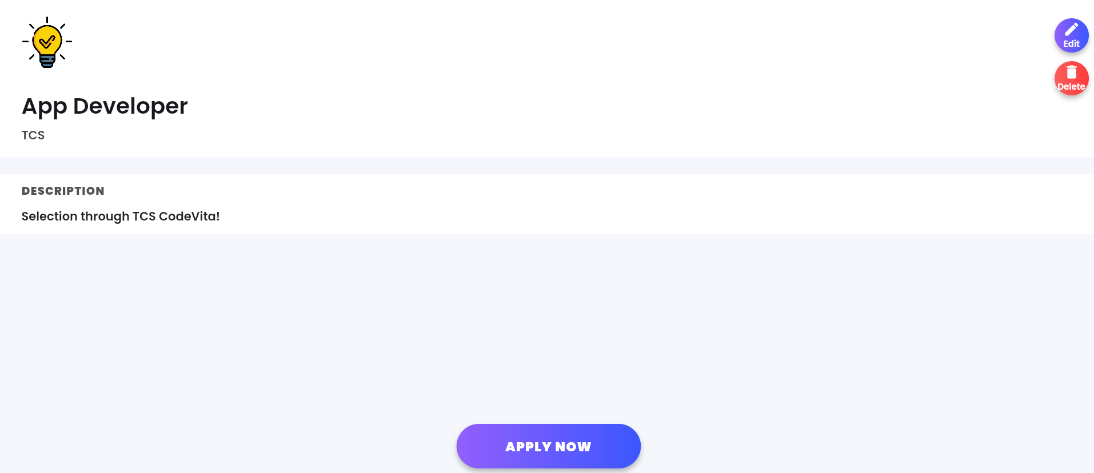 Edit
Delete
App Developer
TCS
DESCRIPTION
Selection through TCS CodeVita!
APPLY NOW